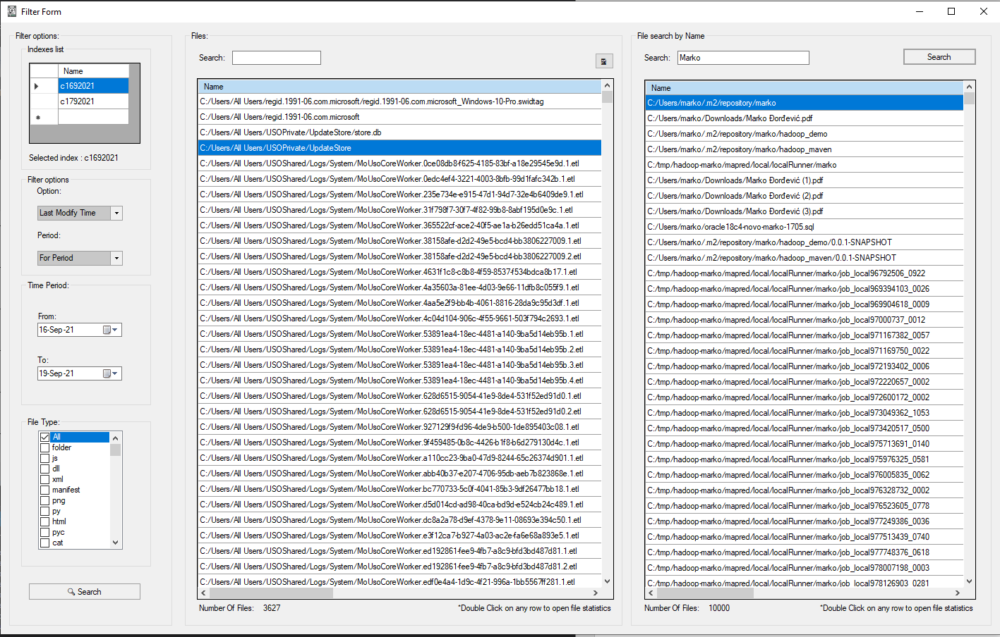 Filter Form
Filter options:
Indexes list
Name
c1692021
c1792021
Selected index : c1692021
Filter options
Option:
Last Modify Time
Period:
For Period
Time Period:
From:
16-Sep-21
To:
19-Sep-21
File Type:
All
folder
js
dll
xml
manifest
png
py
html
pyc
cat
Search
Files:
Search:
Name
C:/Users/All Users/regid.1991-06.com.microsoft/regid.1991-06.com.microsoft_Windows-10-Pro.swidtag
C:/Users/All Users/regid.1991-06.com.microsoft
C:/Users/All Users/USOPrivate/UpdateStore/store.db
C:/Users/All Users/USOPrivate/UpdateStore
C:/Users/All Users/USOShared/Logs/System/MoUsoCoreWorker.0ce08db8-f625-4185-83bf-a18e29545e9d.1.etl
C:/Users/All Users/USOShared/Logs/System/MoUsoCoreWorker.0edc4ef4-3221-4003-8bfb-99d1fafc342b.1.etl
C:/Users/All Users/USOShared/Logs/System/MoUsoCoreWorker.235e734e-e915-47d1-94d7-32e4b6409de9.1.etl
C:/Users/All Users/USOShared/Logs/System/MoUsoCoreWorker.31f798f7-30f7-4f82-99b8-8abf195d0e9c.1.etl
C:/Users/All Users/USOShared/Logs/System/MoUsoCoreWorker.365522cf-ace2-40f5-ae1a-b26edd51ca4a.1.etl
C:/Users/All Users/USOShared/Logs/System/MoUsoCoreWorker.38158afe-d2d2-49e5-bcd4-bb3806227009.1.etl
C:/Users/All Users/USOShared/Logs/System/MoUsoCoreWorker.38158afe-d2d2-49e5-bcd4-bb3806227009.2.etl
C:/Users/All Users/USOShared/Logs/System/MoUsoCoreWorker.4631f1c8-c8b8-4f59-8537-f534bdca8b17.1.etl
C:/Users/All Users/USOShared/Logs/System/MoUsoCoreWorker.4a35603a-81ee-4d03-9e66-11dfb8c055f9.1.etl
C:/Users/All Users/USOShared/Logs/System/MoUsoCoreWorker.4aa5e2f9-bb4b-4061-8816-28da9c95d3df.1.etl
C:/Users/All Users/USOShared/Logs/System/MoUsoCoreWorker.4c04d104-906c-4f55-9661-503f794c2693.1.etl
C:/Users/All Users/USOShared/Logs/System/MoUsoCoreWorker.53891ea4-18ec-4481-a140-9ba5d14eb95b.1.etl
C:/Users/All Users/USOShared/Logs/System/MoUsoCoreWorker.53891ea4-18ec-4481-a140-9ba5d14eb95b.2.etl
C:/Users/All Users/USOShared/Logs/System/MoUsoCoreWorker.53891ea4-18ec-4481-a140-9ba5d14eb95b.3.etl
C:/Users/All Users/USOShared/Logs/System/MoUsoCoreWorker.53891ea4-18ec-4481-a140-9ba5d14eb95b.4.etl
C:/Users/All Users/USOShared/Logs/System/MoUsoCoreWorker.628d6515-9054-41e9-8de4-531f52ed91d0.1.etl
C:/Users/All Users/USOShared/Logs/System/MoUsoCoreWorker.628d6515-9054-41e9-8de4-531f52ed91d0.2.etl
C:/Users/All Users/USOShared/Logs/System/MoUsoCoreWorker.927129f9-fd96-4de9-b500-1de895403c08.1.etl
C:/Users/All Users/USOShared/Logs/System/MoUsoCoreWorker.9f459485-0b8c-4426-b1f8-b6d279130d4c.1.etl
C:/Users/All Users/USOShared/Logs/System/MoUsoCoreWorker.a110cc23-9ba0-47d9-8244-65c26374d901.1.etl
C:/Users/All Users/USOShared/Logs/System/MoUsoCoreWorker.abb40b37-e207-4706-95db-aeb7b823868e.1.etl
C:/Users/All Users/USOShared/Logs/System/MoUsoCoreWorker.bc770733-5c0f-4041-85b3-9df26477bb18.1.etl
C:/Users/All Users/USOShared/Logs/System/MoUsoCoreWorker.d5d014cd-ad98-40ca-bd9d-e524cb24c489.1.etl
C:/Users/All Users/USOShared/Logs/System/MoUsoCoreWorker.dc8a2a78-d9ef-4378-9e11-08693e394c50.1.etl
C:/Users/All Users/USOShared/Logs/System/MoUsoCoreWorker.e3f12ca7-b927-4a03-ac2e-fa6e68a893e5.1.etl
C:/Users/All Users/USOShared/Logs/System/MoUsoCoreWorker.ed192861-fee9-4fb7-a8c9-bfd3bd487d81.1.etl
C:/Users/All Users/USOShared/Logs/System/MoUsoCoreWorker.ed192861-fee9-4fb7-a8c9-bfd3bd487d81.2.etl
C:/Users/All Users/USOShared/Logs/System/MoUsoCoreWorker.edf0e4a4-1d9c-4f21-996a-1bb5567ff281.1.etl
Number Of Files: 3627
*Double Click on any row to open file statistics
File search by Name
Search: Marko
Search
Name
C:/Users/marko/.m2/repository/marko
C:/Users/marko/Downloads/Marko Đorđević.pdf
C:/Users/marko/.m2/repository/marko/hadoop_demo
C:/Users/marko/.m2/repository/marko/hadoop_maven
C:/tmp/hadoop-marko/mapred/local/localRunner/marko
C:/Users/marko/Downloads/Marko Đorđević (1).pdf
C:/Users/marko/Downloads/Marko Đorđević (2).pdf
C:/Users/marko/Downloads/Marko Đorđević (3).pdf
C:/Users/marko/oracle18c4-novo-marko-1705.sql
C:/Users/marko/.m2/repository/marko/hadoop_demo/0.0.1-SNAPSHOT
C:/Users/marko/.m2/repository/marko/hadoop_maven/0.0.1-SNAPSHOT
C:/tmp/hadoop-marko/mapred/local/localRunner/marko/job_local96792506_0922
C:/tmp/hadoop-marko/mapred/local/localRunner/marko/job_local969394103_0026
C:/tmp/hadoop-marko/mapred/local/localRunner/marko/job_local969904618_0009
C:/tmp/hadoop-marko/mapred/local/localRunner/marko/job_local97000737_0012
C:/tmp/hadoop-marko/mapred/local/localRunner/marko/job_local971167382_0057
C:/tmp/hadoop-marko/mapred/local/localRunner/marko/job_local971169750_0022
C:/tmp/hadoop-marko/mapred/local/localRunner/marko/job_local972193402_0006
C:/tmp/hadoop-marko/mapred/local/localRunner/marko/job_local972220657_0002
C:/tmp/hadoop-marko/mapred/local/localRunner/marko/job_local972600172_0002
C:/tmp/hadoop-marko/mapred/local/localRunner/marko/job_local973049362_1053
C:/tmp/hadoop-marko/mapred/local/localRunner/marko/job_local973420517_0500
C:/tmp/hadoop-marko/mapred/local/localRunner/marko/job_local975713691_0140
C:/tmp/hadoop-marko/mapred/local/localRunner/marko/job_local975976325_0581
C:/tmp/hadoop-marko/mapred/local/localRunner/marko/job_local976005835_0062
C:/tmp/hadoop-marko/mapred/local/localRunner/marko/job_local976328732_0002
C:/tmp/hadoop-marko/mapred/local/localRunner/marko/job_local976523605_0778
C:/tmp/hadoop-marko/mapred/local/localRunner/marko/job_local977249386_0036
C:/tmp/hadoop-marko/mapred/local/localRunner/marko/job_local977513439_0740
C:/tmp/hadoop-marko/mapred/local/localRunner/marko/job_local977748376_0618
C:/tmp/hadoop-marko/mapred/local/localRunner/marko/job_local978007198_0003
C:/tmp/hadoop-marko/mapred/local/localRunner/marko/job_local978126903_0281
Number Of Files: 10000
*Double Click on any row to open file statistics